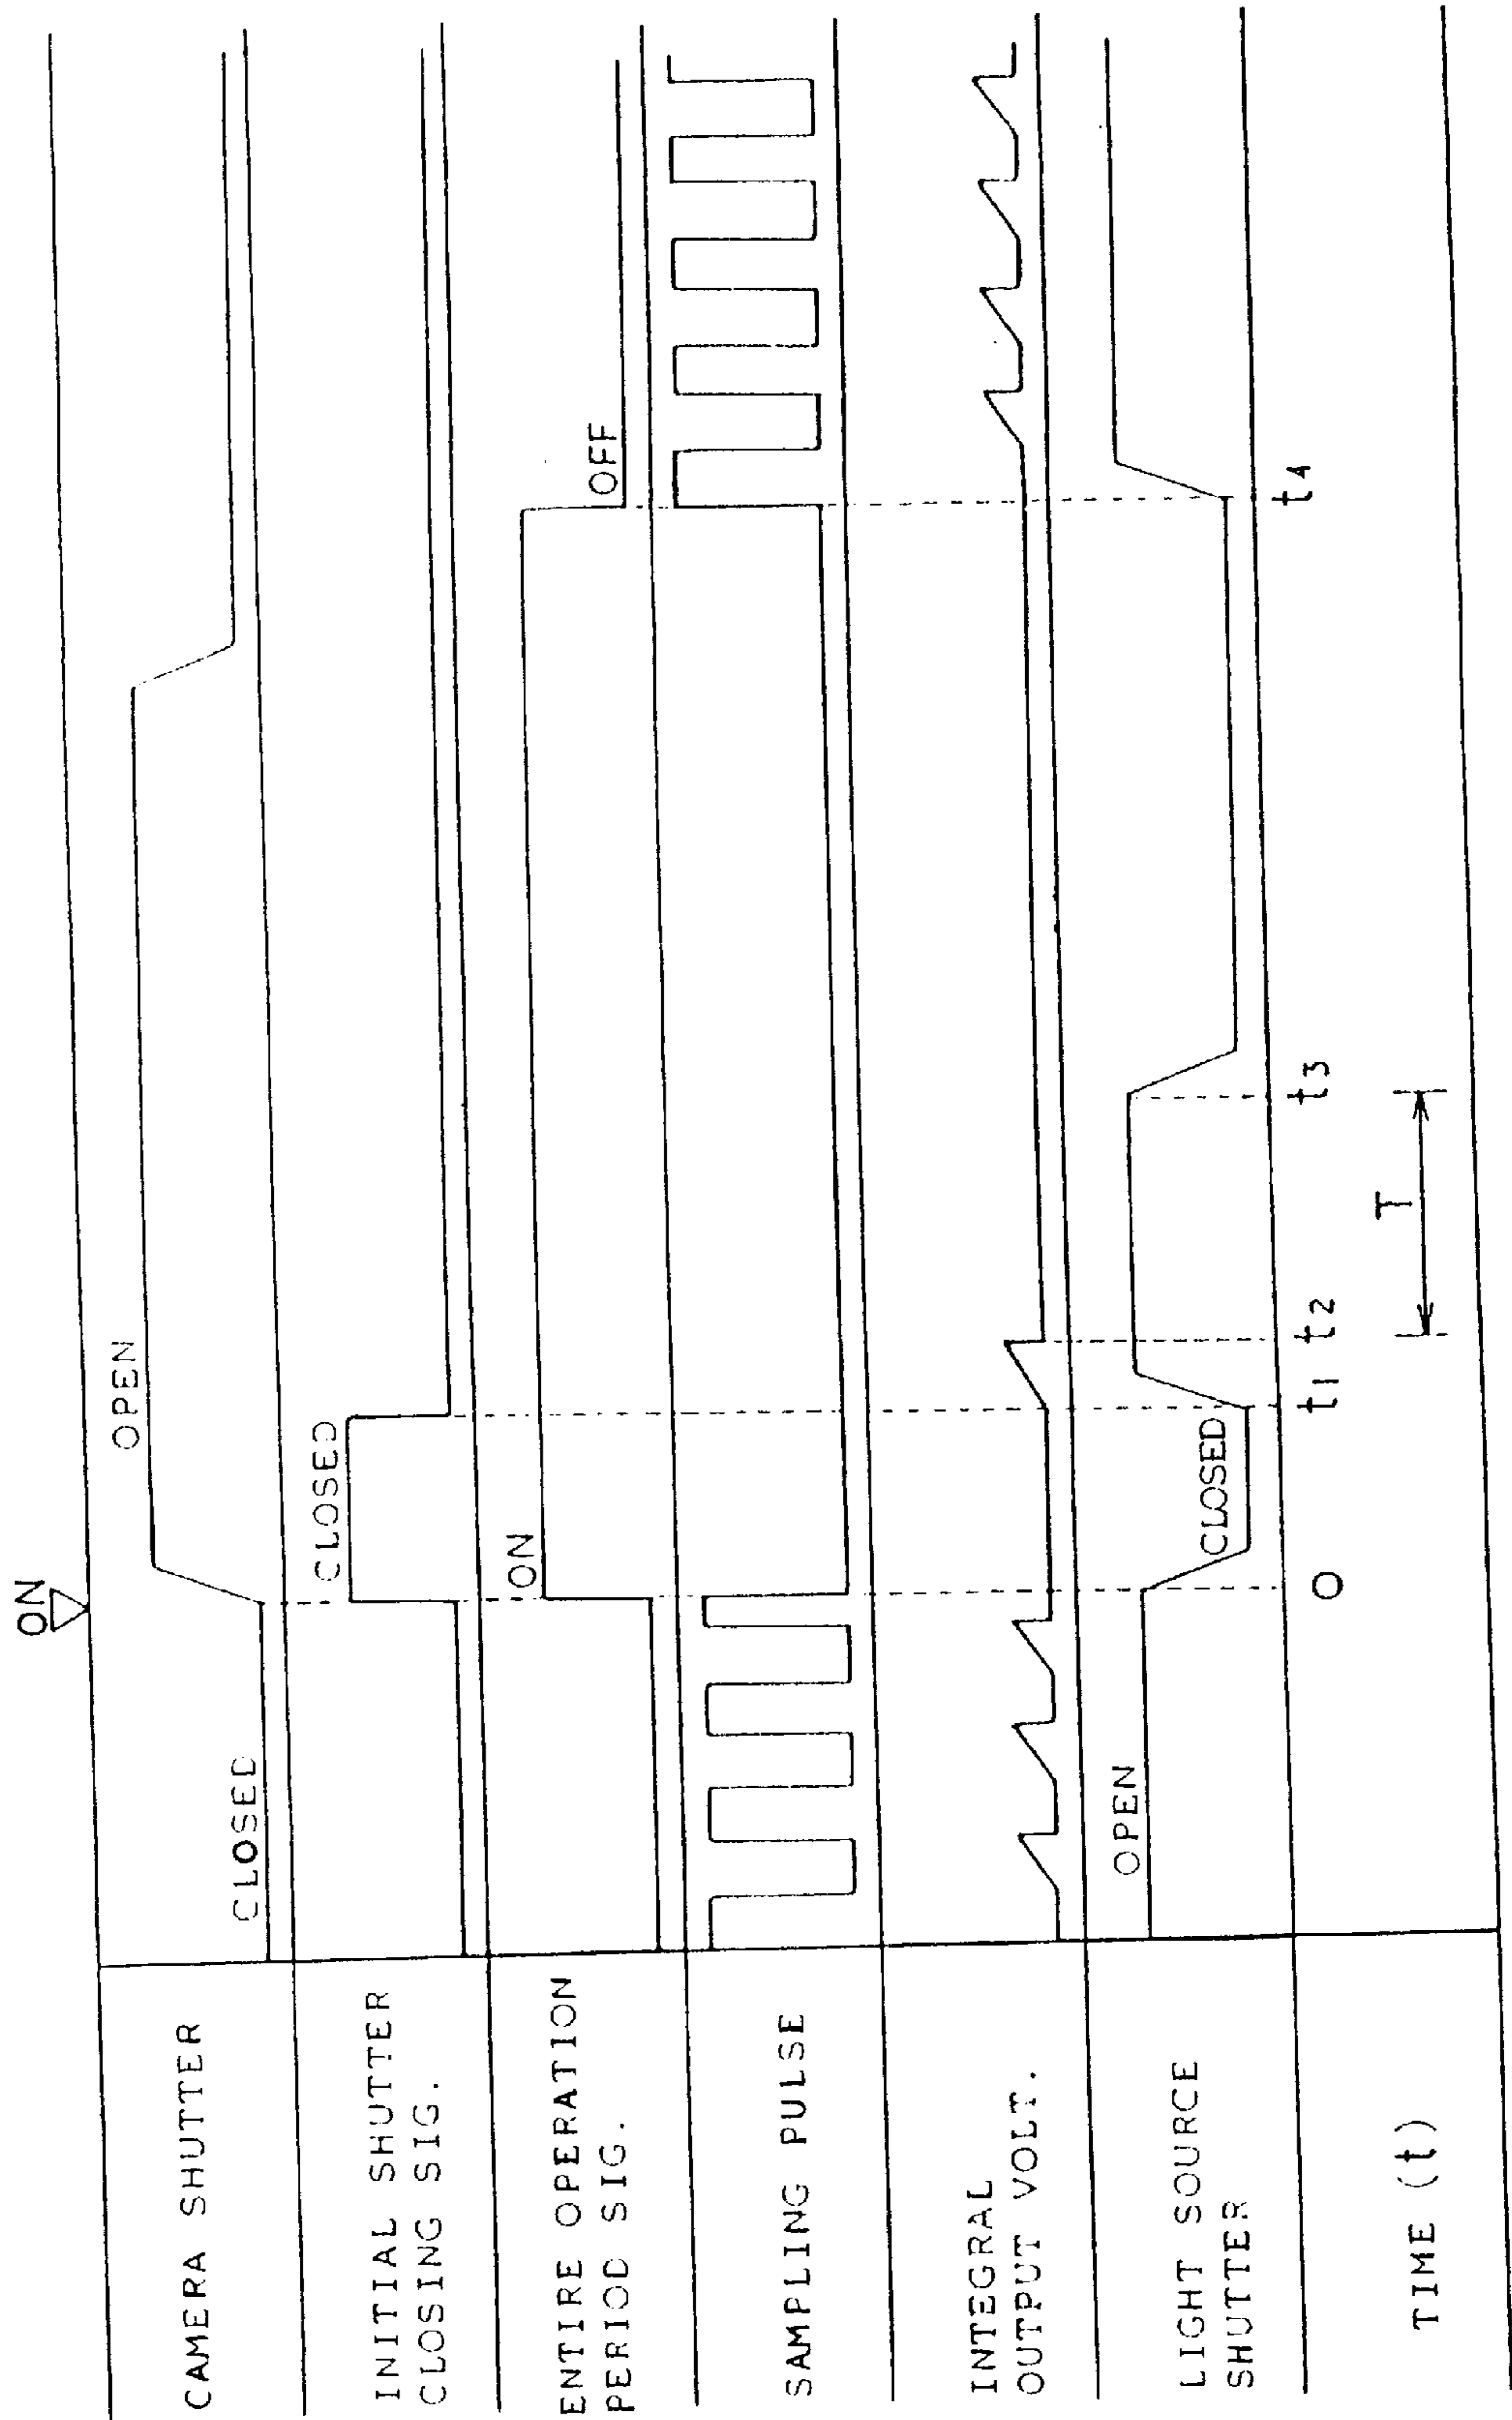 ON
CAMERA SHUTTER
CLOSED
OPEN
INITIAL SHUTTER
CLOSING SIG.
CLOSED
ENTIRE OPERATION
PERIOD SIG.
ON
OFF
SAMPLING PULSE
INTEGRAL
OUTPUT VOLT.
LIGHT SOURCE
SHUTTER
OPEN
CLOSED
TIME (t)
O
t1
t2
t3
t4
T